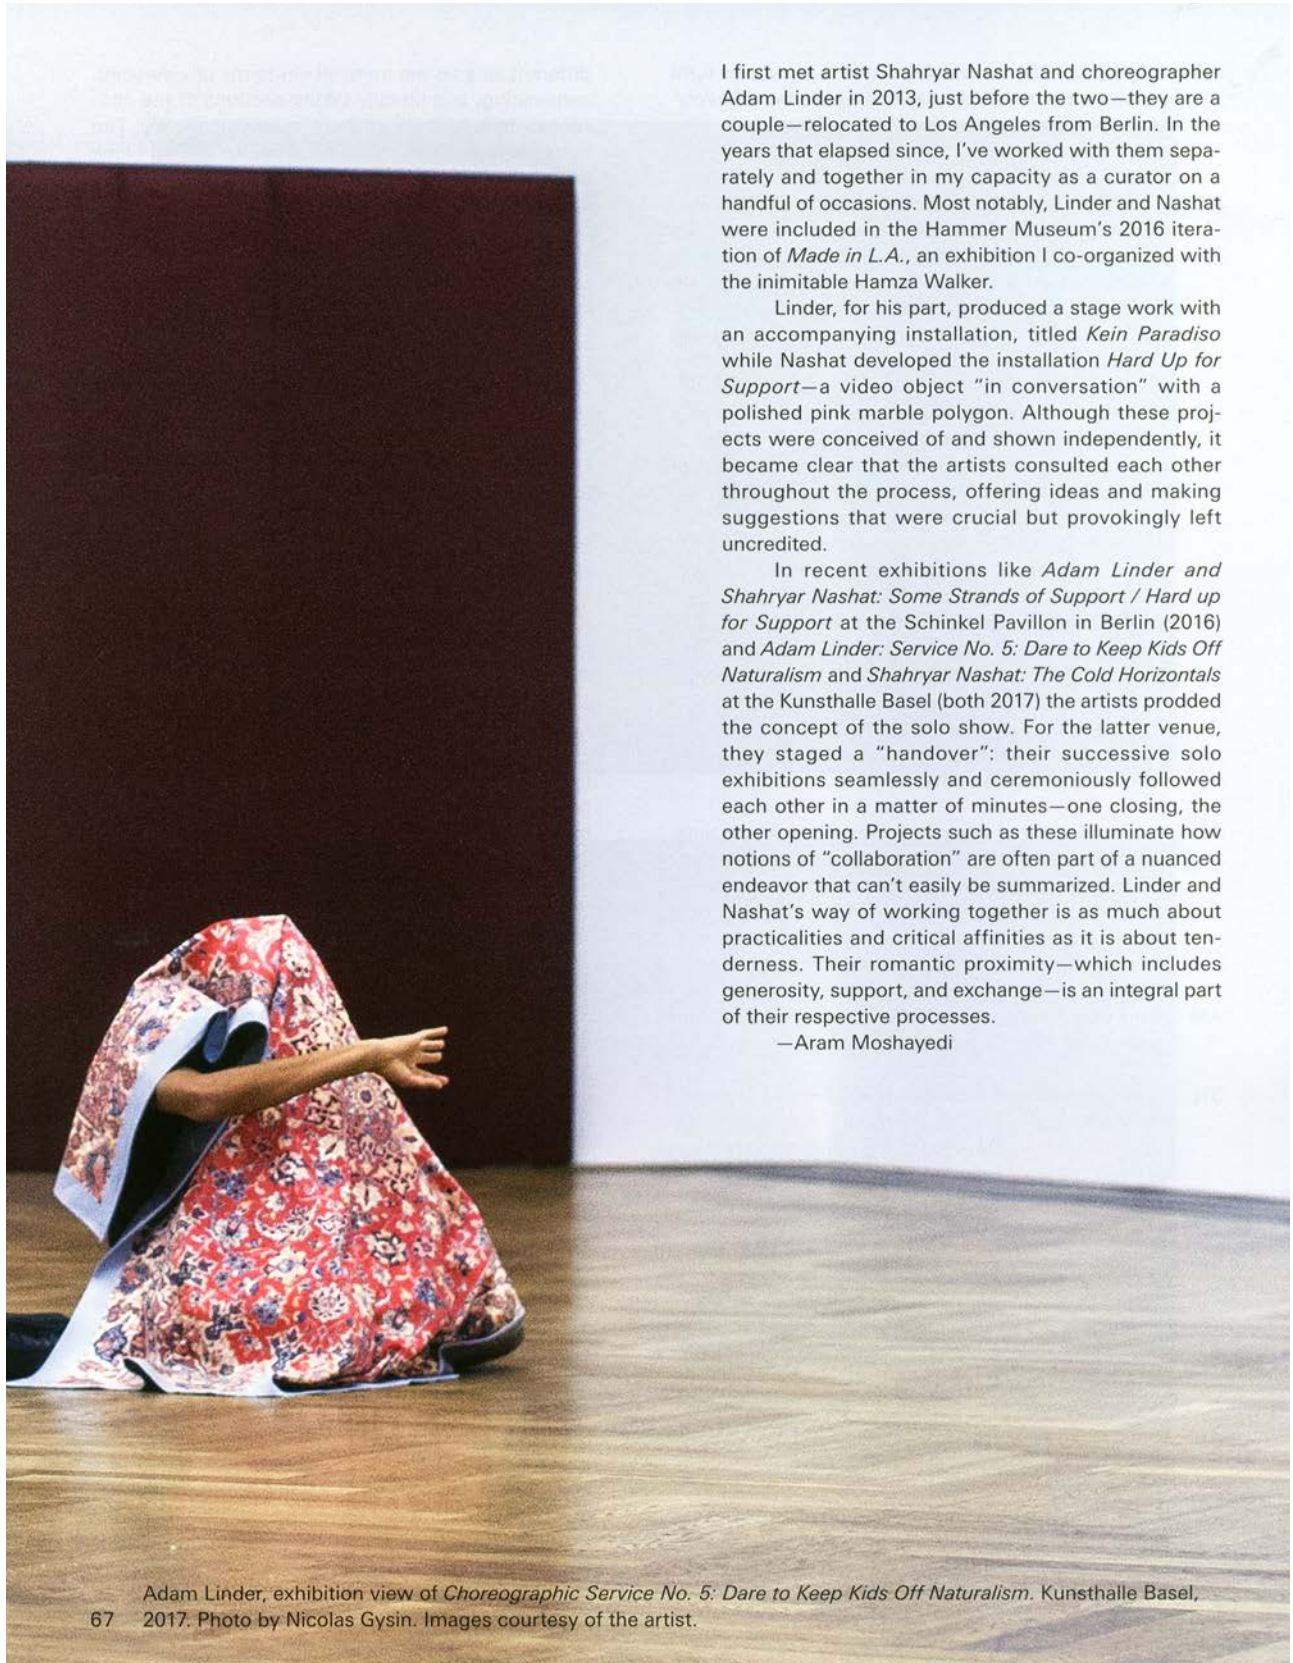 I first met artist Shahryar Nashat and choreographer
Adam Linder in 2013, just before the two—they are a
couple—relocated to Los Angeles from Berlin. In the
years that elapsed since, I've worked with them sepa-
rately and together in my capacity as a curator on a
handful of occasions. Most notably, Linder and Nashat
were included in the Hammer Museum's 2016 itera-
tion of Made in L.A., an exhibition I co-organized with
the inimitable Hamza Walker.
Linder, for his part, produced a stage work with
an accompanying installation, titled Kein Paradiso
while Nashat developed the installation Hard Up for
Support—a video object "in conversation" with a
polished pink marble polygon. Although these proj-
ects were conceived of and shown independently, it
became clear that the artists consulted each other
throughout the process, offering ideas and making
suggestions that were crucial but provokingly left
uncredited.
In recent exhibitions like Adam Linder and
Shahryar Nashat: Some Strands of Support / Hard up
for Support at the Schinkel Pavillon in Berlin (2016)
and Adam Linder: Service No. 5: Dare to Keep Kids Off
Naturalism and Shahryar Nashat: The Cold Horizontals
at the Kunsthalle Basel (both 2017) the artists prodded
the concept of the solo show. For the latter venue,
they staged a "handover": their successive solo
exhibitions seamlessly and ceremoniously followed
each other in a matter of minutes—one closing, the
other opening. Projects such as these illuminate how
notions of "collaboration" are often part of a nuanced
endeavor that can't easily be summarized. Linder and
Nashat's way of working together is as much about
practicalities and critical affinities as it is about ten-
derness. Their romantic proximity—which includes
generosity, support, and exchange—is an integral part
of their respective processes.
—Aram Moshayedi
Adam Linder, exhibition view of Choreographic Service No. 5: Dare to Keep Kids Off Naturalism. Kunsthalle Basel,
67 2017. Photo by Nicolas Gysin. Images courtesy of the artist.